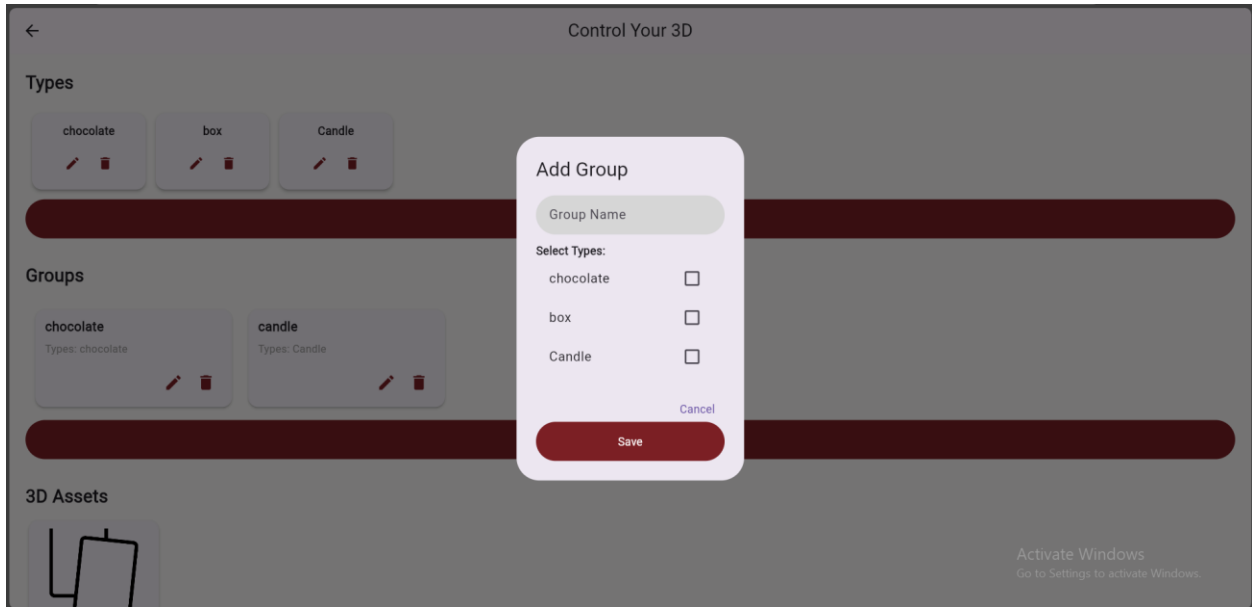 Control Your 3D
Types
chocolate
box
Candle
Groups
chocolate
Types: chocolate
candle
Types: Candle
3D Assets
Add Group
Group Name
Select Types:
chocolate
box
Candle
Cancel
Save
Activate Windows
Go to Settings to activate Windows.